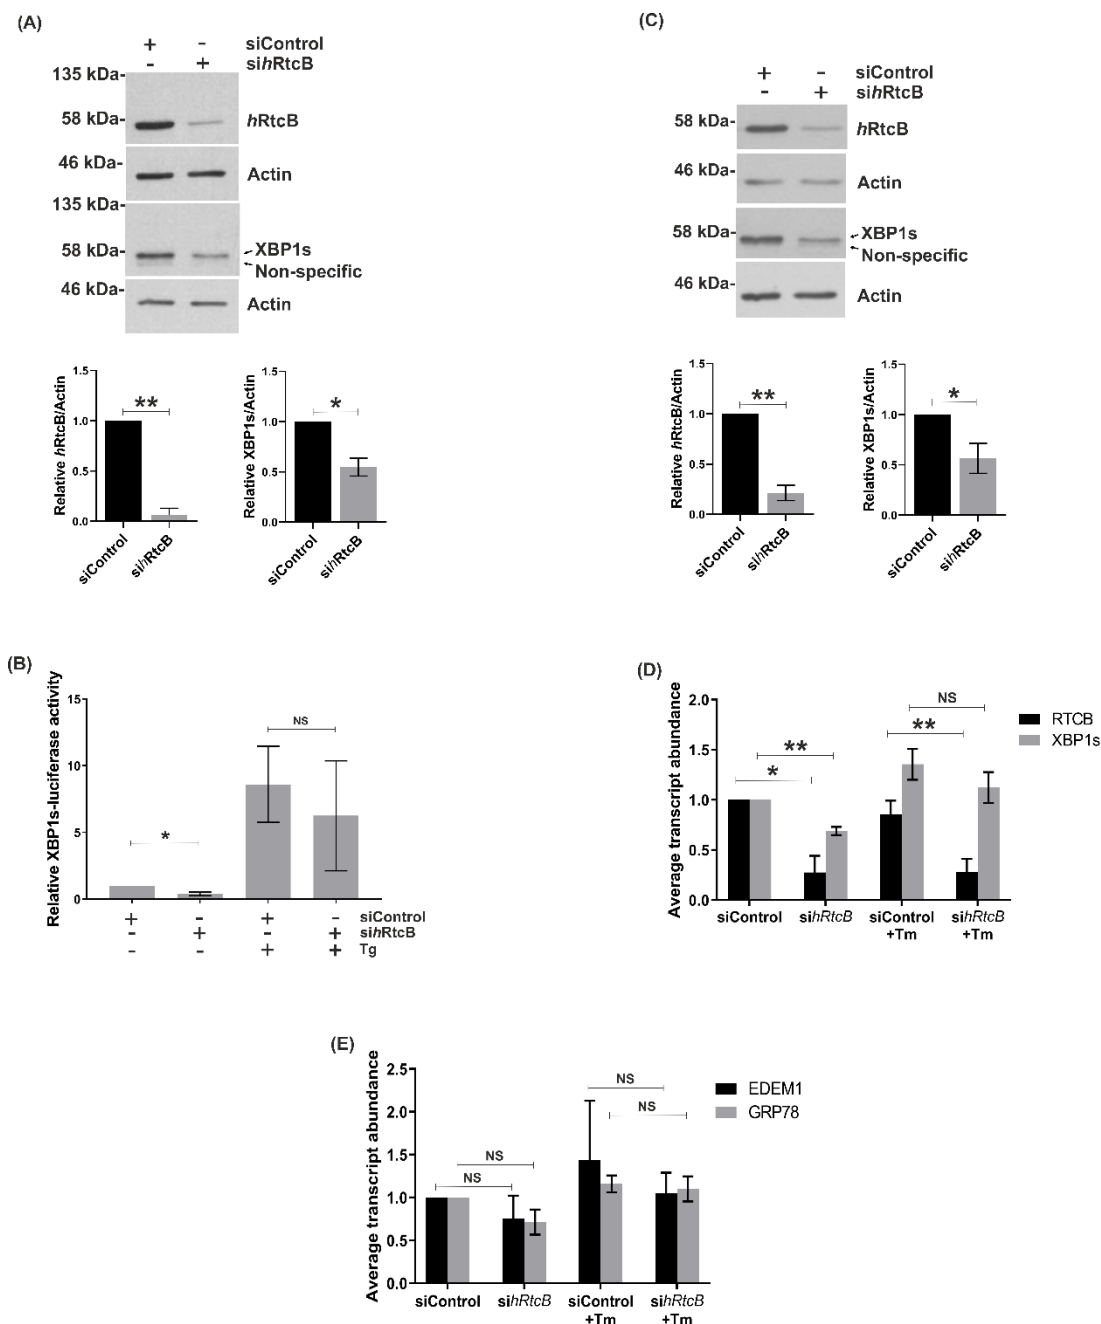 (A)
+ - siControl
- + sihRtcB
135 kDa-
58 kDa-
hRtcB
46 kDa-
Actin
135 kDa-
58 kDa-
XBP1s
Non-specific
46 kDa-
Actin
Relative hRtcB/Actin
1.5
1.0
0.5
0.0
**
siControl
sihRtcB
Relative XBP1s/Actin
1.5
1.0
0.5
0.0
*
siControl
sihRtcB
(C)
+ - siControl
- + sihRtcB
58 kDa-
hRtcB
46 kDa-
Actin
58 kDa-
XBP1s
Non-specific
46 kDa-
Actin
Relative hRtcB/Actin
1.5
1.0
0.5
0.0
**
siControl
sihRtcB
Relative XBP1s/Actin
1.5
1.0
0.5
0.0
*
siControl
sihRtcB
(B)
Relative XBP1s-luciferase activity
15
10
5
0
*
NS
+ - + - siControl
- + - + sihRtcB
- - + + Tg
(D)
Average transcript abundance
2.0
1.5
1.0
0.5
0.0
*
**
**
NS
RTCB
XBP1s
siControl
sihRtcB
siControl
+Tm
sihRtcB
+Tm
(E)
Average transcript abundance
2.5
2.0
1.5
1.0
0.5
0.0
NS
NS
NS
NS
EDEM1
GRP78
siControl
sihRtcB
siControl
+Tm
sihRtcB
+Tm